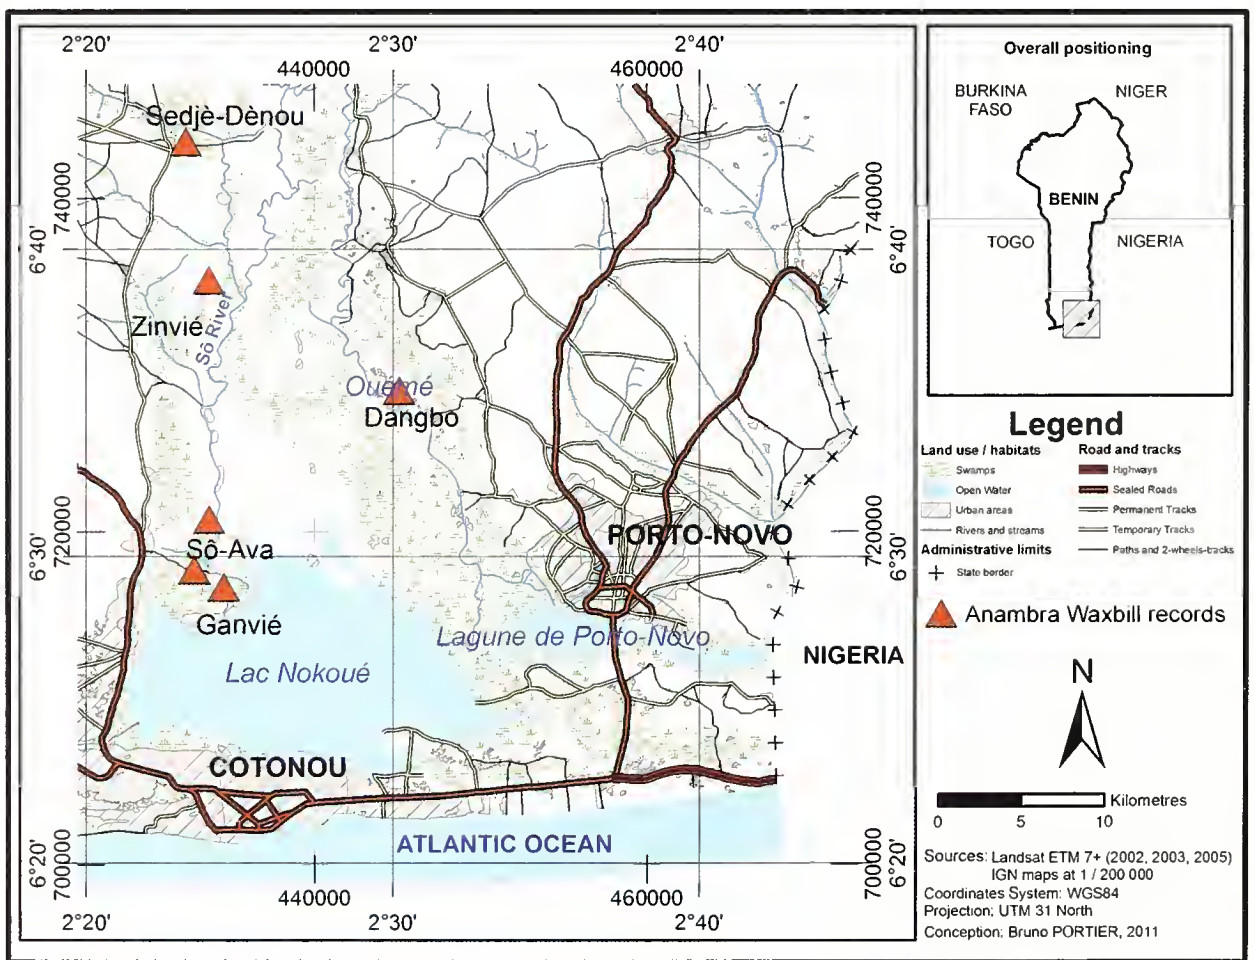 2°20'
2°30'
2°40'
440000
460000
Sedjè-Dènou
740000
740000
6°40'
6°40'
Zinvié
Sô River
Ouémé
Dangbo
720000
720000
PORTO-NOVO
6°30'
6°30'
Sô-Ava
Ganvié
Lagune de Porto-Novo
NIGERIA
Lac Nokoué
COTONOU
ATLANTIC OCEAN
6°20'
6°20'
700000
700000
440000
460000
2°20'
2°30'
2°40'
Overall positioning
BURKINA
FASO
NIGER
BENIN
TOGO
NIGERIA
Legend
Land use / habitats
Swamps
Open Water
Urban areas
Rivers and streams
Administrative limits
State border
Road and tracks
Highways
Sealed Roads
Permanent Tracks
Temporary Tracks
Paths and 2-wheels-tracks
Anambra Waxbill records
N
Kilometres
0 5 10
Sources: Landsat ETM 7+ (2002, 2003, 2005)
IGN maps at 1 / 200 000
Coordinates System: WGS84
Projection: UTM 31 North
Conception: Bruno PORTIER, 2011